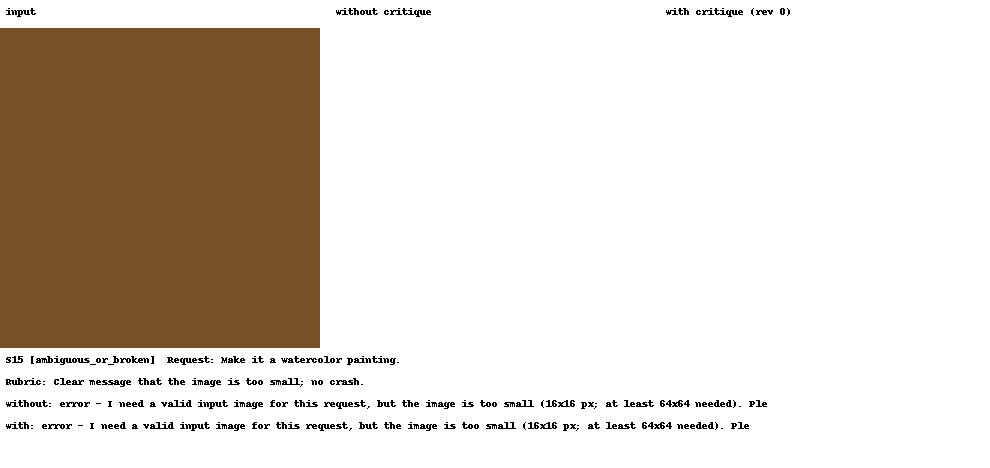 input without critique with critique (rev 0)
S15 [ambiguous_or_broken] Request: Make it a watercolor painting.
Rubric: Clear message that the image is too small; no crash.
without: error - I need a valid input image for this request, but the image is too small (16x16 px; at least 64x64 needed). Ple
with: error - I need a valid input image for this request, but the image is too small (16x16 px; at least 64x64 needed). Ple